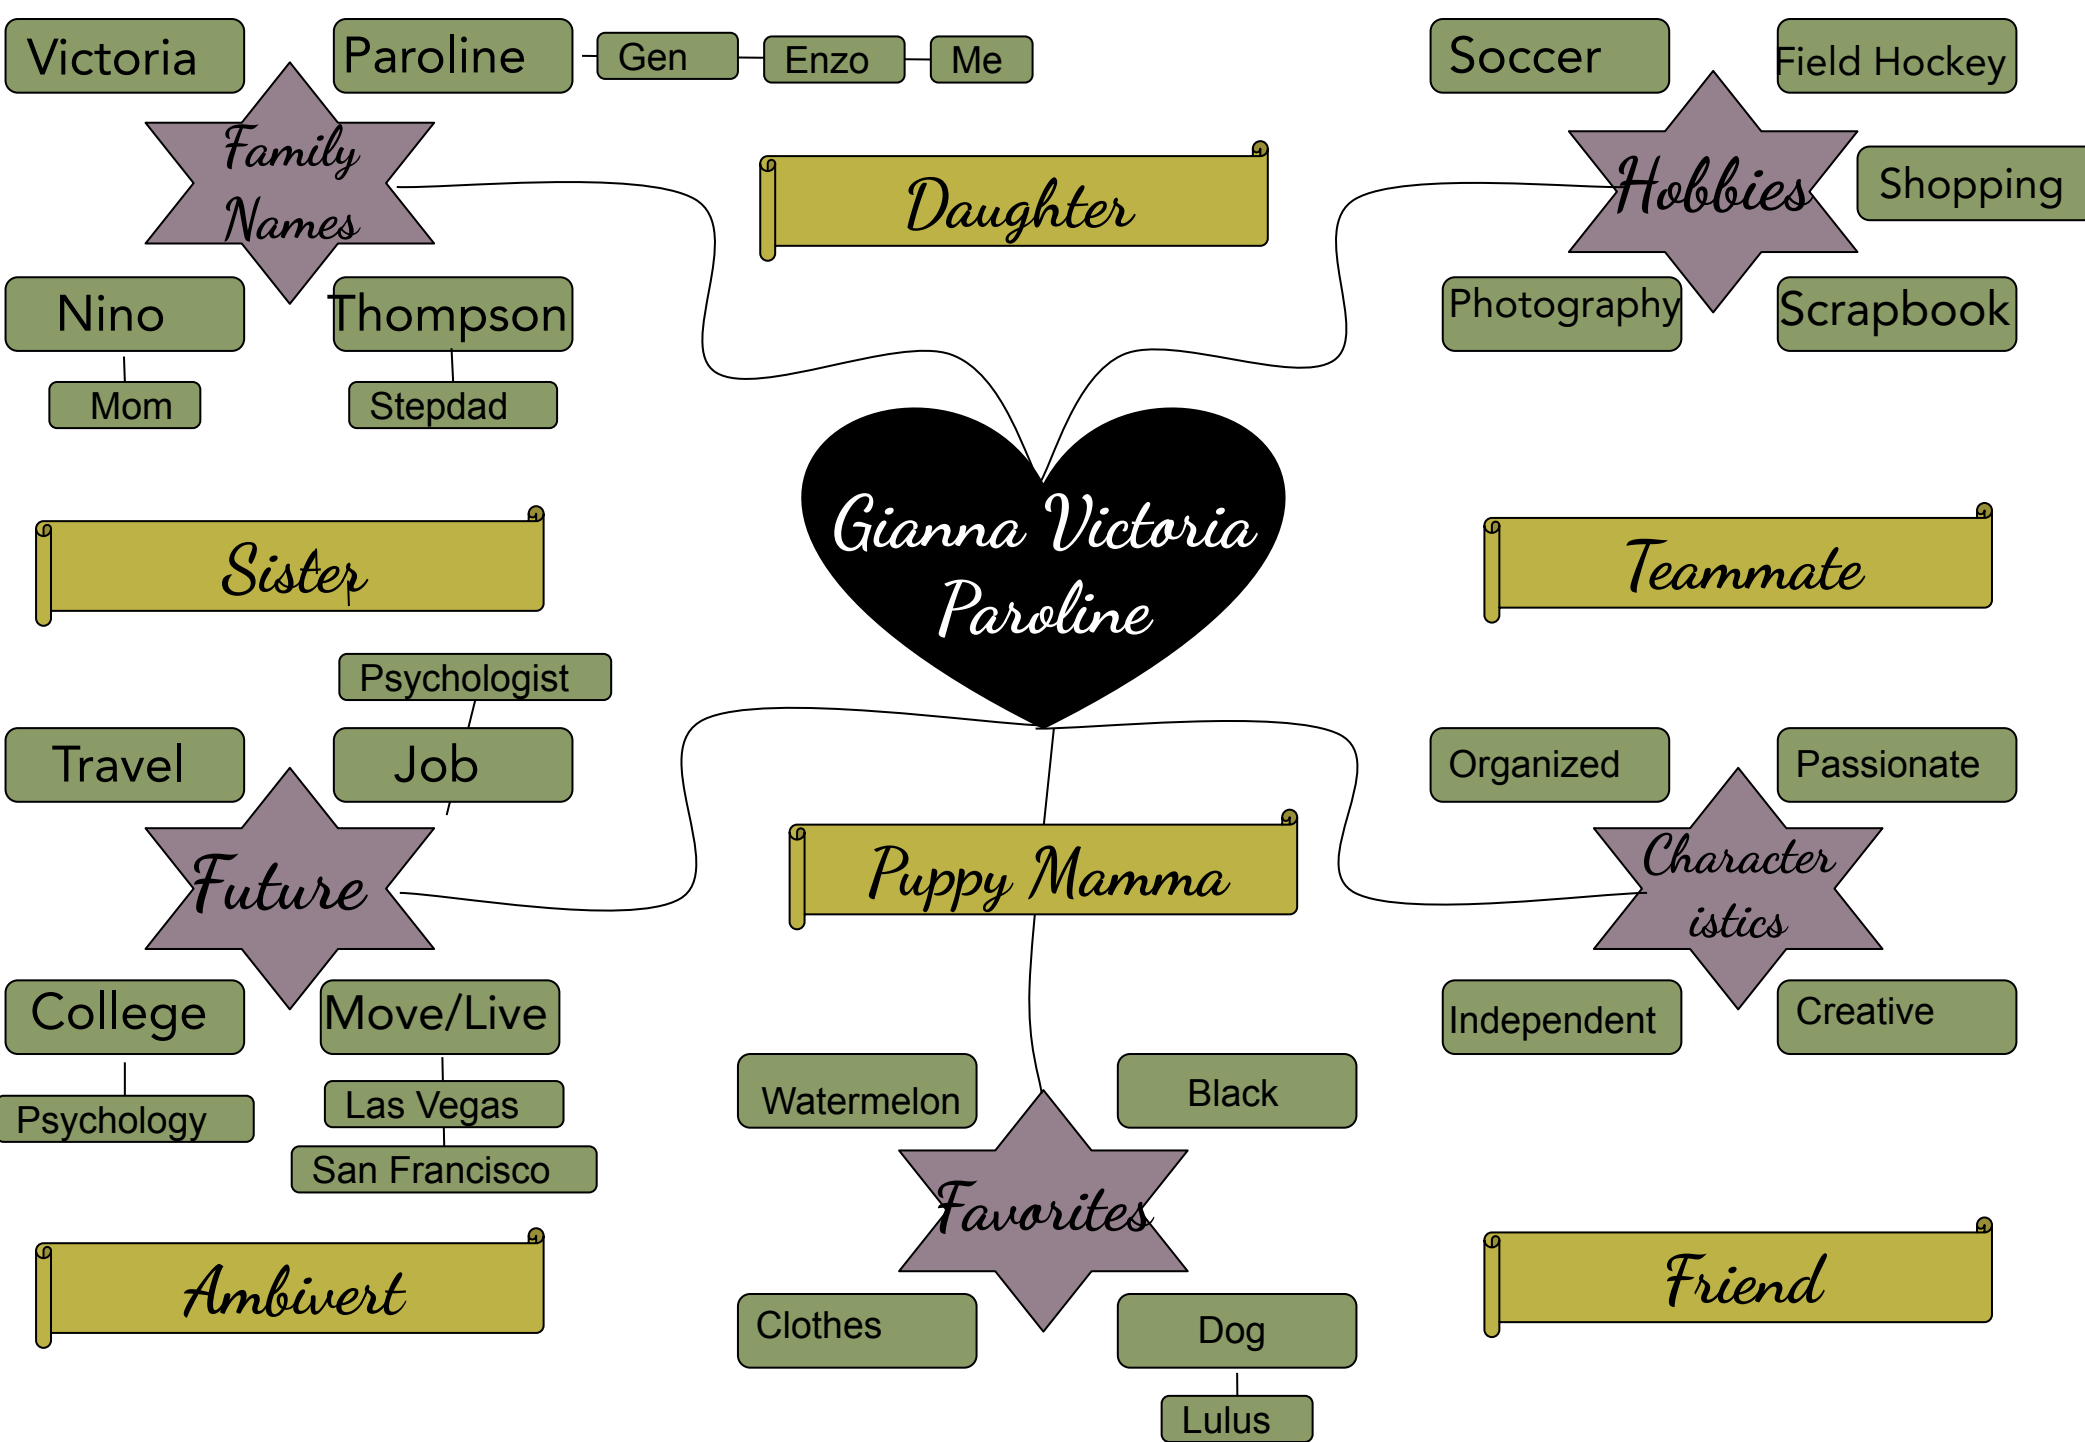 Victoria
Paroline
Gen
Enzo
Me
Family
Names
Nino
Thompson
Mom
Stepdad
Daughter
Soccer
Field Hockey
Hobbies
Shopping
Photography
Scrapbook
Gianna Victoria
Paroline
Sister
Teammate
Psychologist
Travel
Job
Future
College
Move/Live
Psychology
Las Vegas
San Francisco
Puppy Mamma
Organized
Passionate
Character
istics
Independent
Creative
Watermelon
Black
Favorites
Clothes
Dog
Lulus
Ambivert
Friend